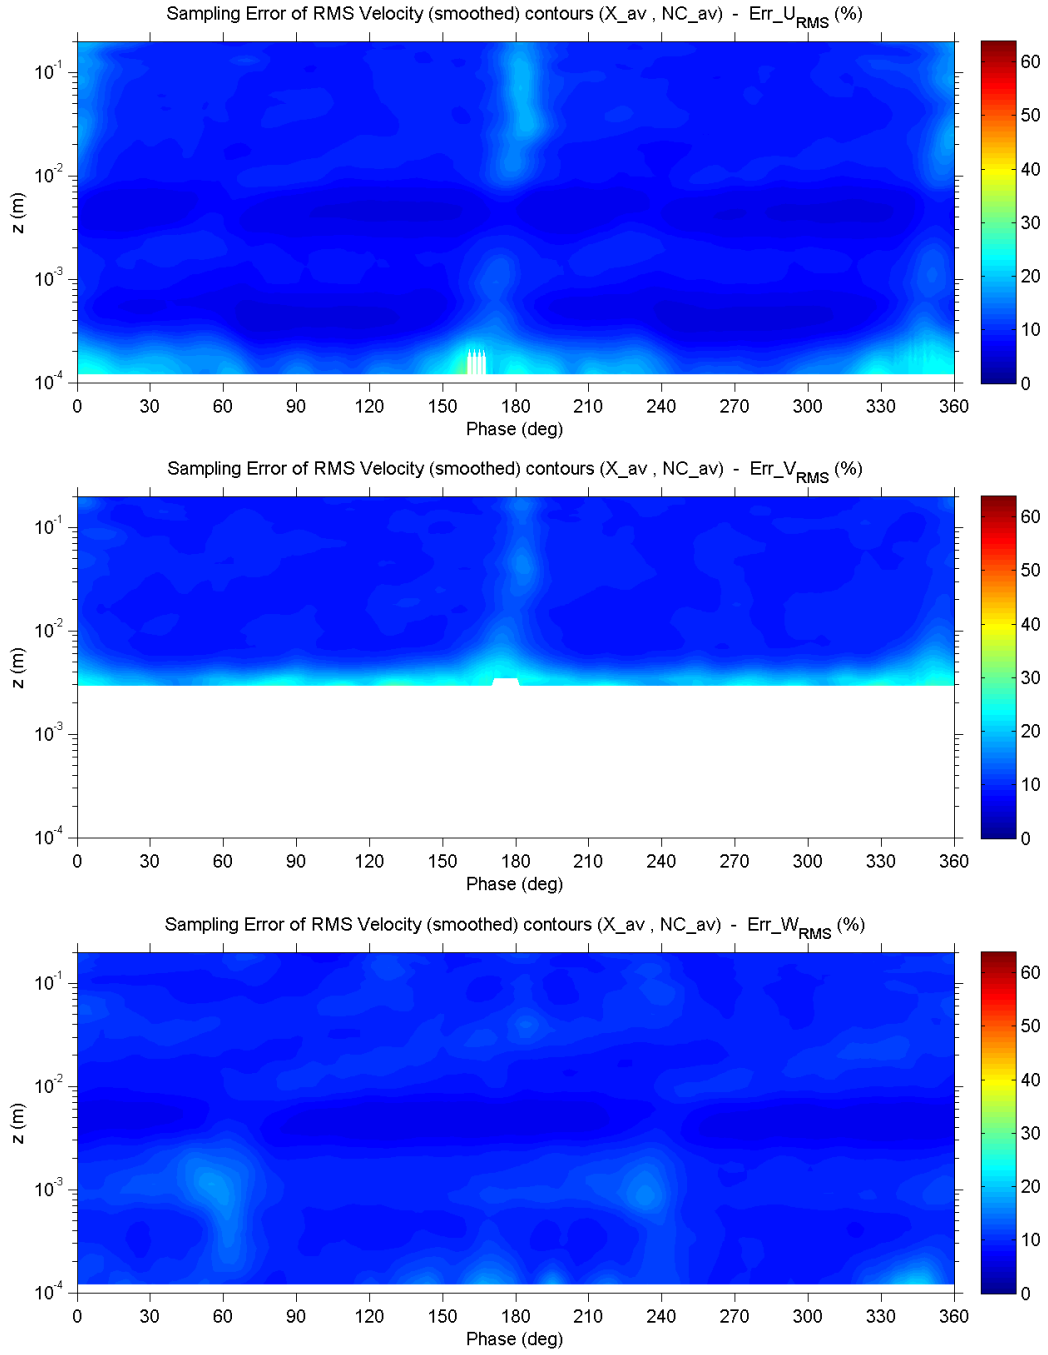 Sampling Error of RMS Velocity (smoothed) contours (X_av , NC_av)  -  Err_U_RMS (%)
10^-1
10^-2
10^-3
10^-4
z (m)
0 30 60 90 120 150 180 210 240 270 300 330 360
Phase (deg)
60
50
40
30
20
10
0
Sampling Error of RMS Velocity (smoothed) contours (X_av , NC_av)  -  Err_V_RMS (%)
10^-1
10^-2
10^-3
10^-4
z (m)
0 30 60 90 120 150 180 210 240 270 300 330 360
Phase (deg)
60
50
40
30
20
10
0
Sampling Error of RMS Velocity (smoothed) contours (X_av , NC_av)  -  Err_W_RMS (%)
10^-1
10^-2
10^-3
10^-4
z (m)
0 30 60 90 120 150 180 210 240 270 300 330 360
Phase (deg)
60
50
40
30
20
10
0